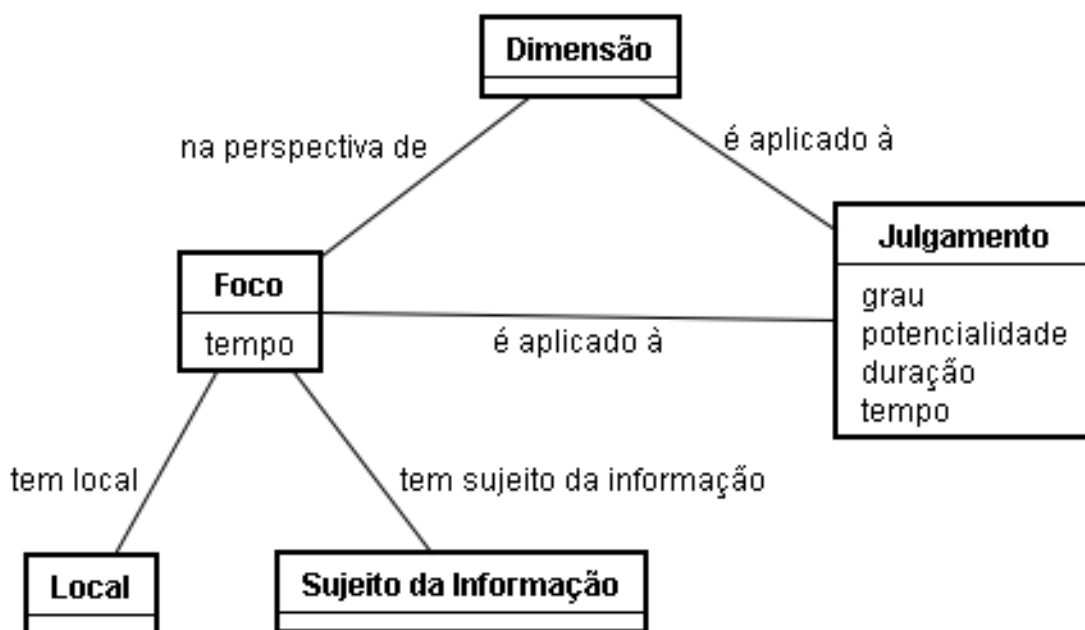 Dimensão
na perspectiva de
é aplicado à
Julgamento
grau
potencialidade
duração
tempo
Foco
tempo
é aplicado à
tem local
tem sujeito da informação
Local
Sujeito da Informação